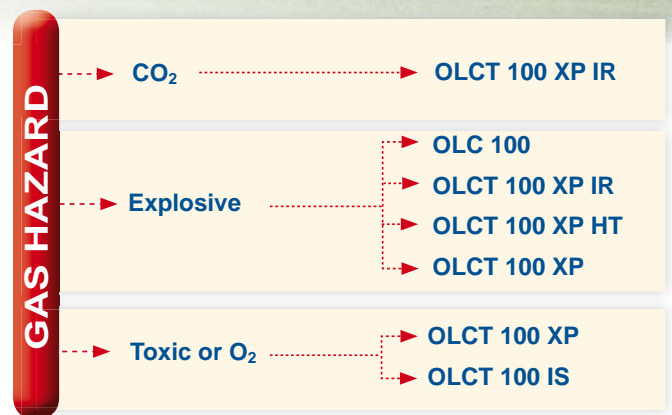 GAS HAZARD
CO₂
OLCT 100 XP IR
Explosive
OLC 100
OLCT 100 XP IR
OLCT 100 XP HT
OLCT 100 XP
Toxic or O₂
OLCT 100 XP
OLCT 100 IS